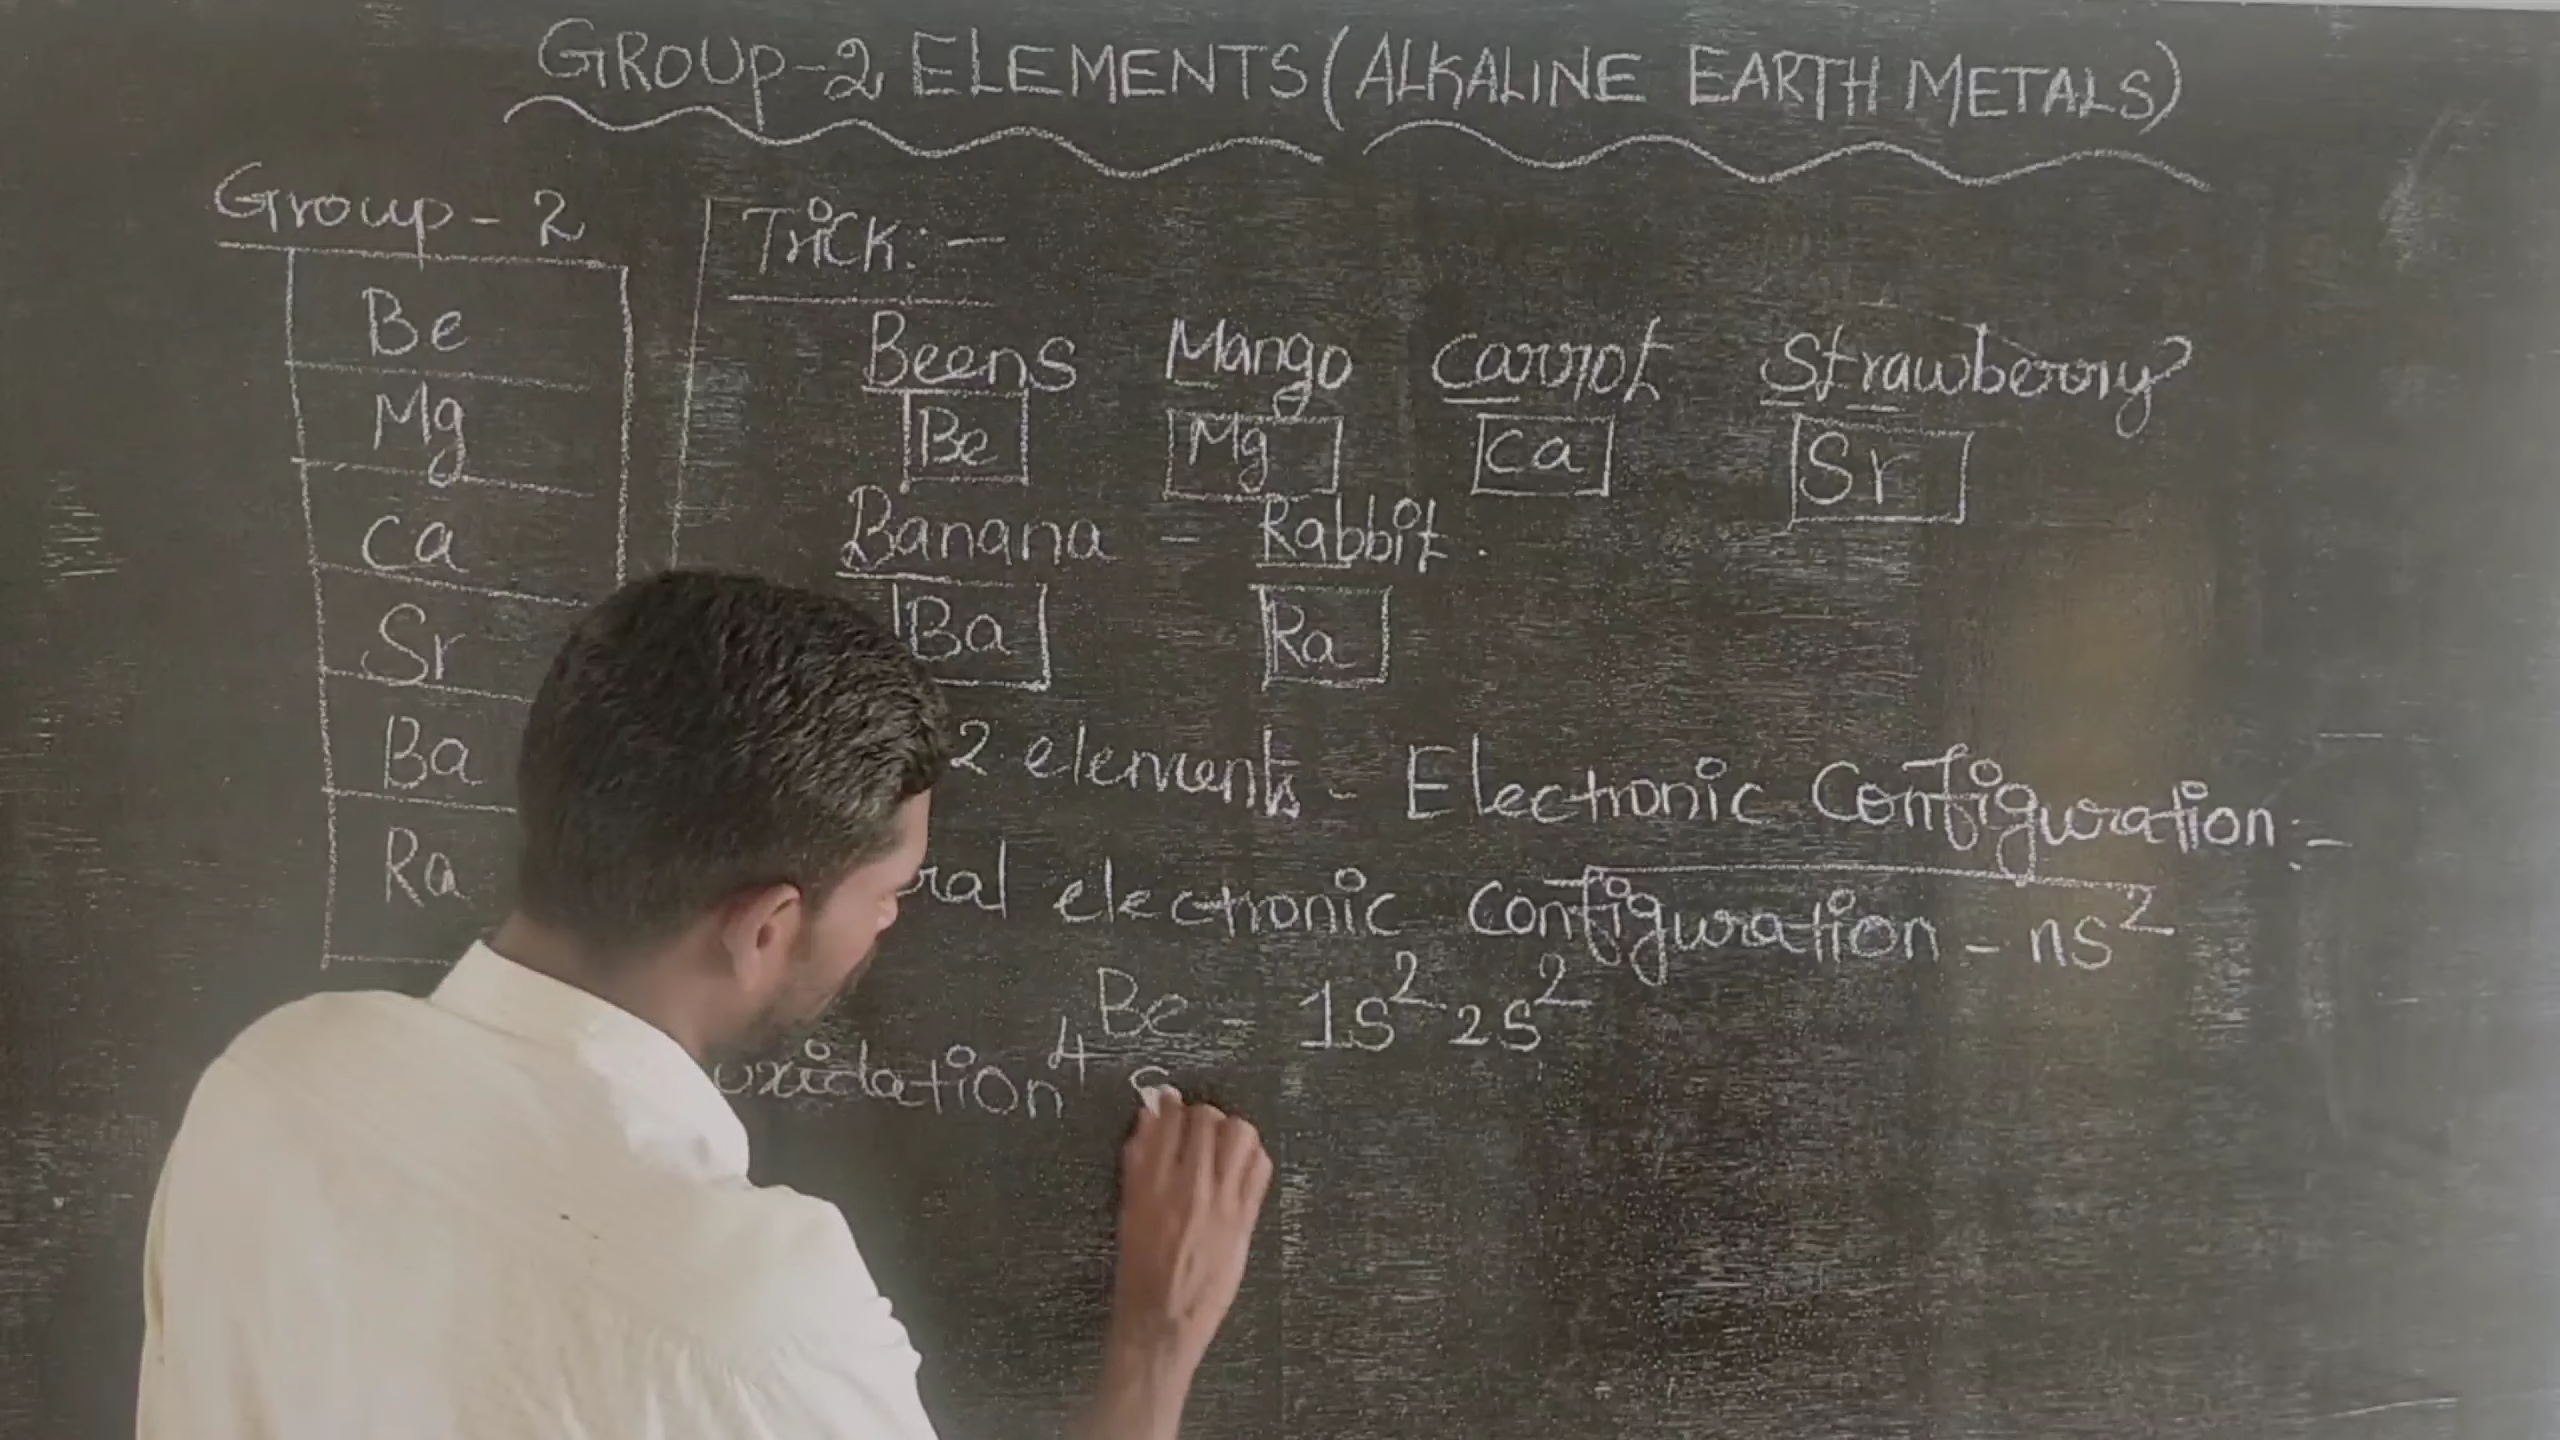 GROUP-2 ELEMENTS (ALKALINE EARTH METALS)
Group - 2
Be
Mg
Ca
Sr
Ba
Ra
Trick:-
Beens Mango Carrot Strawberry
Be Mg Ca Sr
Banana - Rabbit.
Ba Ra
2 elements - Electronic Configuration:-
ral electronic Configuration - ns²
₄Be - 1s² 2s²
oxidation s